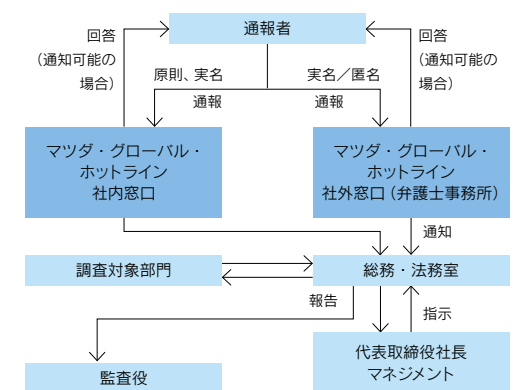 通報者
回答
（通知可能の
場合）
回答
（通知可能の
場合）
原則、実名
通報
実名／匿名
通報
マツダ・グローバル・
ホットライン
社内窓口
マツダ・グローバル・
ホットライン
社外窓口（弁護士事務所）
通知
調査対象部門
総務・法務室
報告
指示
監査役
代表取締役社長
マネジメント